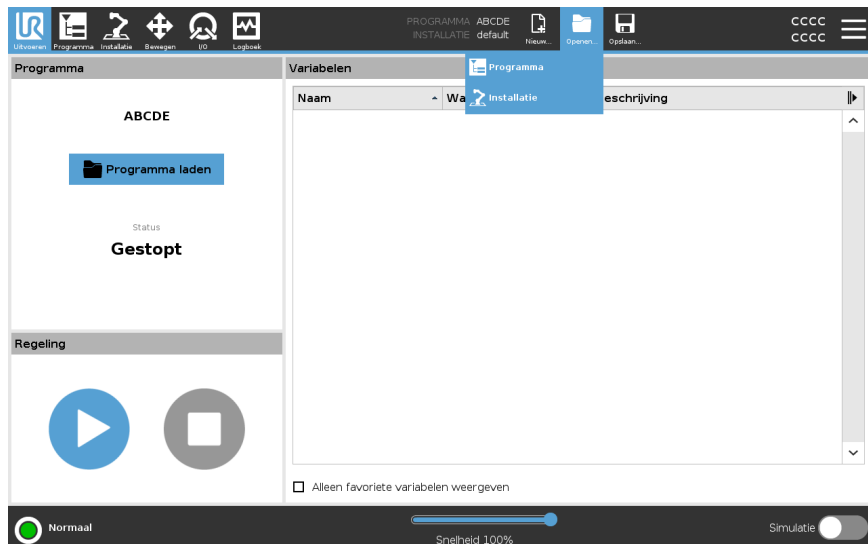 UR
Uitvoeren Programma Installatie Bewegen I/O Logboek
PROGRAMMA ABCDE
INSTALLATIE default
Nieuw... Openen... Opslaan...
CCCC
CCCC
Programma
ABCDE
Programma laden
Status
Gestopt
Regeling
Variabelen
Programma
Installatie
Naam Wa eschrijving
Alleen favoriete variabelen weergeven
Normaal
Snelheid 100%
Simulatie